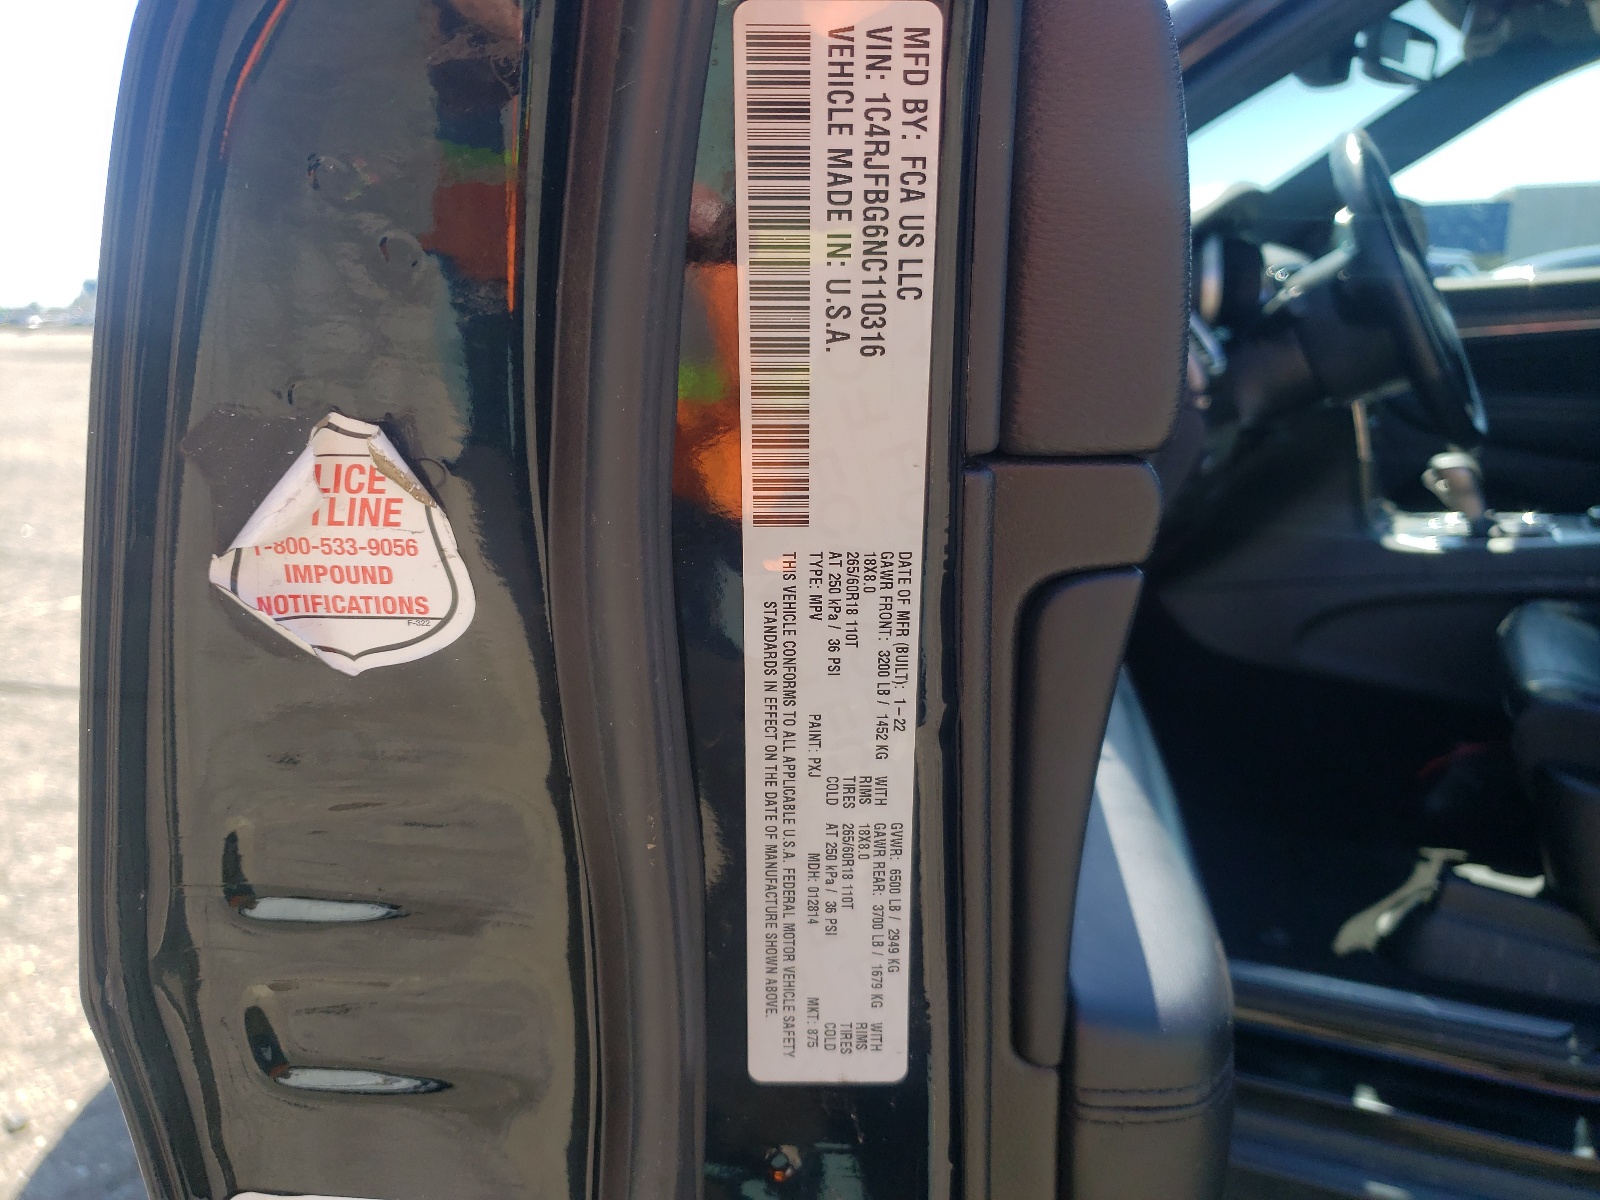 LICE
TLINE
1-800-533-9056
IMPOUND
NOTIFICATIONS
F-322
MFD BY: FCA US LLC
VIN: 1C4RJFBG6NC110316
VEHICLE MADE IN: U.S.A.
DATE OF MFR (BUILT): 1-22 GVWR: 6500 LB / 2949 KG
GAWR FRONT: 3200 LB / 1452 KG WITH GAWR REAR: 3700 LB / 1679 KG WITH
18X8.0 RIMS 18X8.0 RIMS
265/60R18 110T TIRES 265/60R18 110T TIRES
AT 250 kPa / 36 PSI COLD AT 250 kPa / 36 PSI COLD
TYPE: MPV PAINT: PXJ MDH: 012814 MKT: 875
THIS VEHICLE CONFORMS TO ALL APPLICABLE U.S.A. FEDERAL MOTOR VEHICLE SAFETY
STANDARDS IN EFFECT ON THE DATE OF MANUFACTURE SHOWN ABOVE.